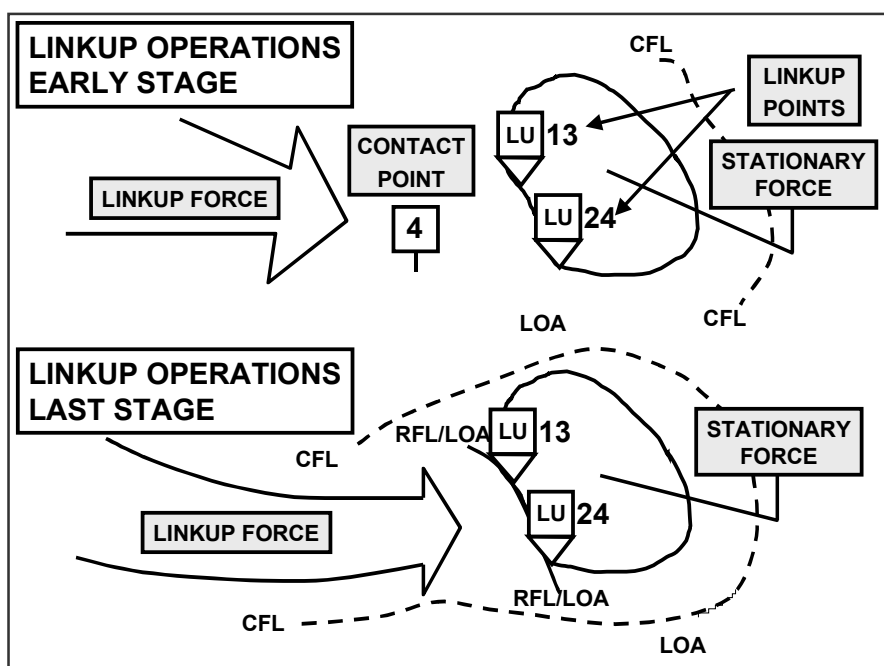 LINKUP OPERATIONS
EARLY STAGE
CFL
LINKUP
POINTS
LU 13
CONTACT
POINT
STATIONARY
FORCE
LINKUP FORCE
LU 24
4
CFL
LOA
LINKUP OPERATIONS
LAST STAGE
CFL
RFL/LOA
LU 13
STATIONARY
FORCE
LINKUP FORCE
LU 24
RFL/LOA
CFL
LOA